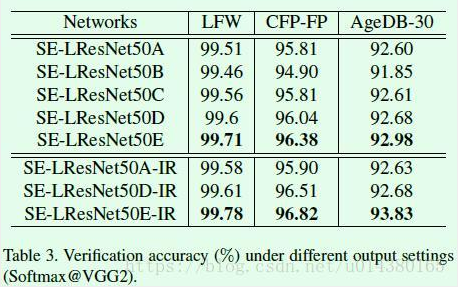 Networks LFW CFP-FP AgeDB-30
SE-LResNet50A 99.51 95.81 92.60
SE-LResNet50B 99.46 94.90 91.85
SE-LResNet50C 99.56 95.81 92.61
SE-LResNet50D 99.6 96.04 92.68
SE-LResNet50E 99.71 96.38 92.98
SE-LResNet50A-IR 99.58 95.90 92.63
SE-LResNet50D-IR 99.61 96.51 92.68
SE-LResNet50E-IR 99.78 96.82 93.83
Table 3. Verification accuracy (%) under different output settings
(Softmax@VGG2).
https://blog.csdn.net/u014380165